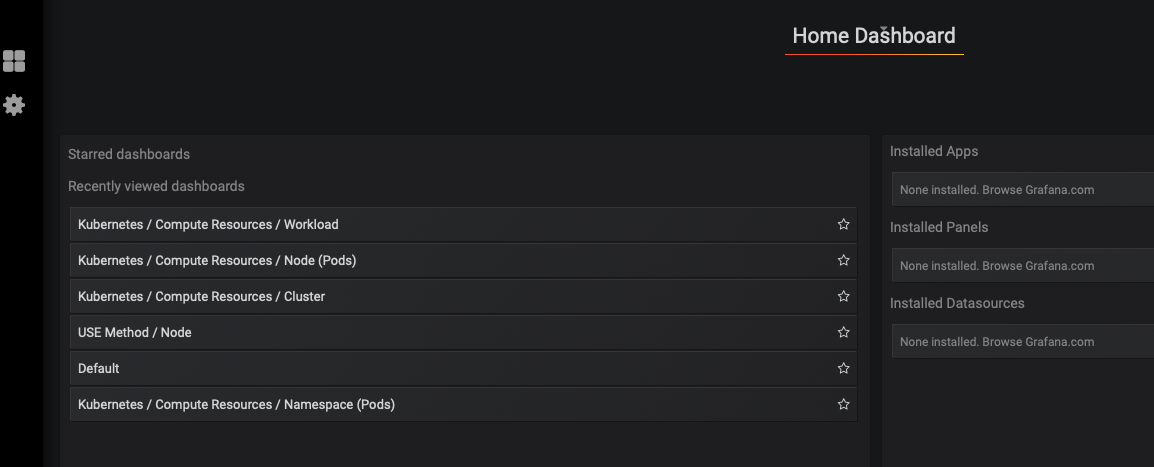 Home Dashboard
Starred dashboards
Recently viewed dashboards
Kubernetes / Compute Resources / Workload
Kubernetes / Compute Resources / Node (Pods)
Kubernetes / Compute Resources / Cluster
USE Method / Node
Default
Kubernetes / Compute Resources / Namespace (Pods)
Installed Apps
None installed. Browse Grafana.com
Installed Panels
None installed. Browse Grafana.com
Installed Datasources
None installed. Browse Grafana.com